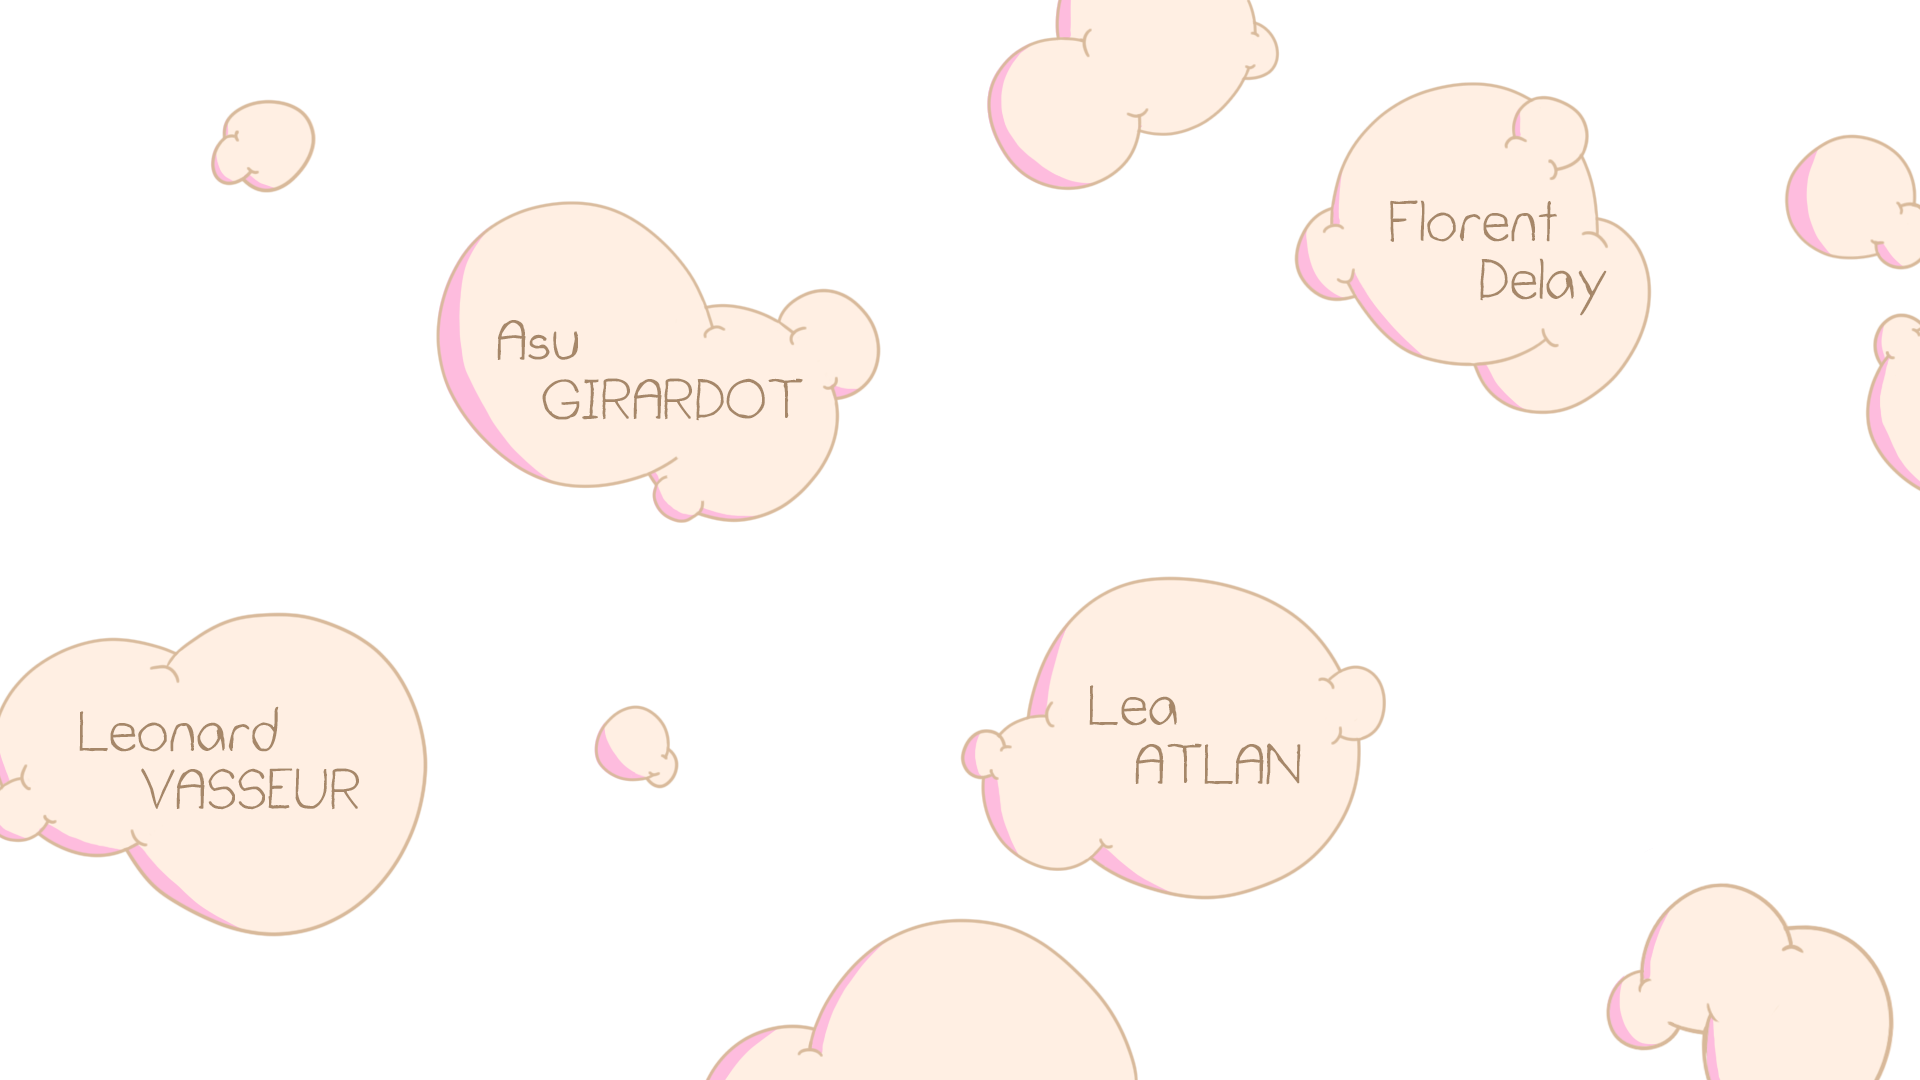 Florent
Delay
Asu
GIRARDOT
Leonard
VASSEUR
Lea
ATLAN